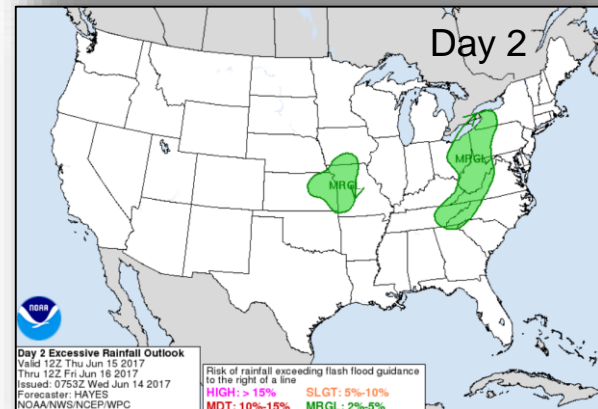 Day 2
MRGL
MRGL
NOAA
Day 2 Excessive Rainfall Outlook
Valid 12Z Thu Jun 15 2017
Thru 12Z Fri Jun 16 2017
Issued: 0753Z Wed Jun 14 2017
Forecaster: HAYES
NOAA/NWS/NCEP/WPC
Risk of rainfall exceeding flash flood guidance
to the right of a line
HIGH: > 15% SLGT: 5%-10%
MDT: 10%-15% MRGL: 2%-5%